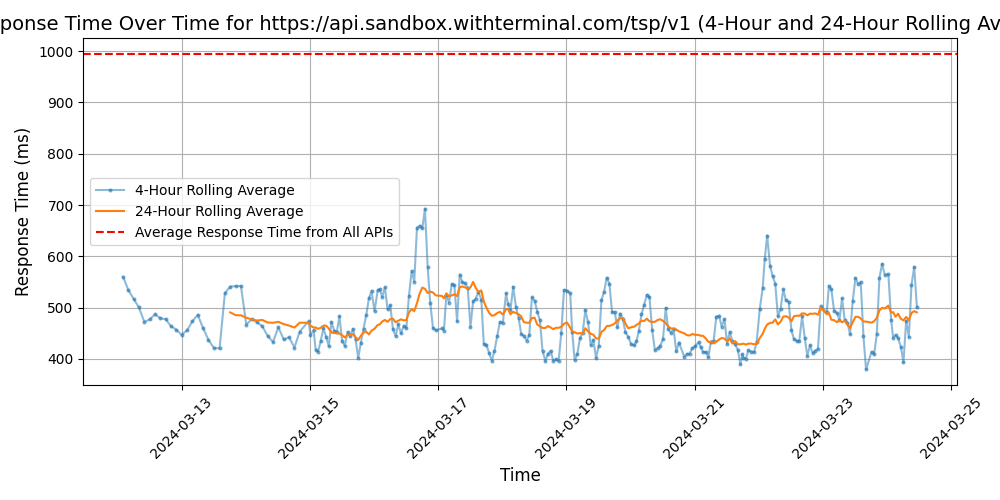 ponse Time Over Time for https://api.sandbox.withterminal.com/tsp/v1 (4-Hour and 24-Hour Rolling Av
Response Time (ms)
1000
900
800
700
600
500
400
4-Hour Rolling Average
24-Hour Rolling Average
Average Response Time from All APIs
2024-03-13
2024-03-15
2024-03-17
2024-03-19
2024-03-21
2024-03-23
2024-03-25
Time